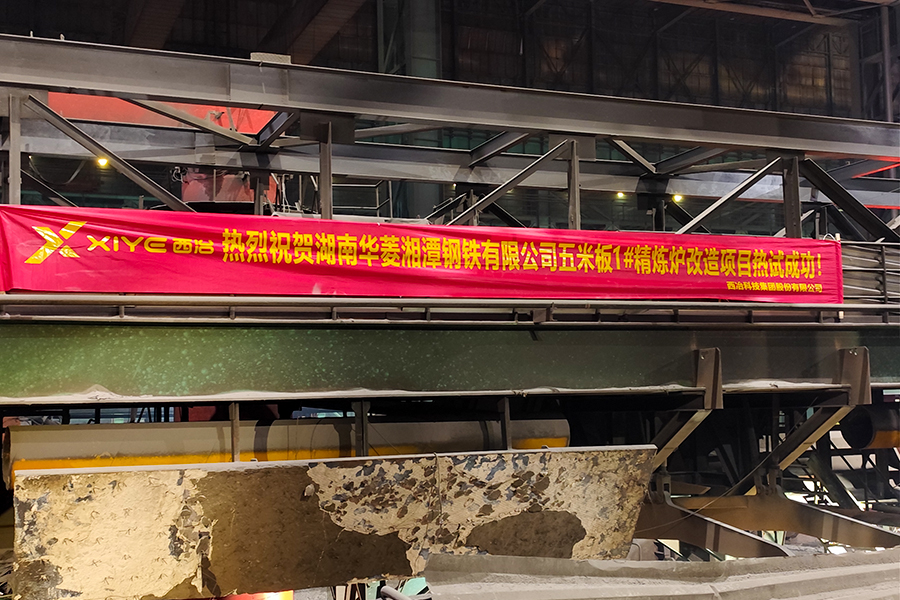 XIYE 西冶 热烈祝贺湖南华菱湘潭钢铁有限公司五米板1#精炼炉改造项目热试成功！
西冶科技集团股份有限公司